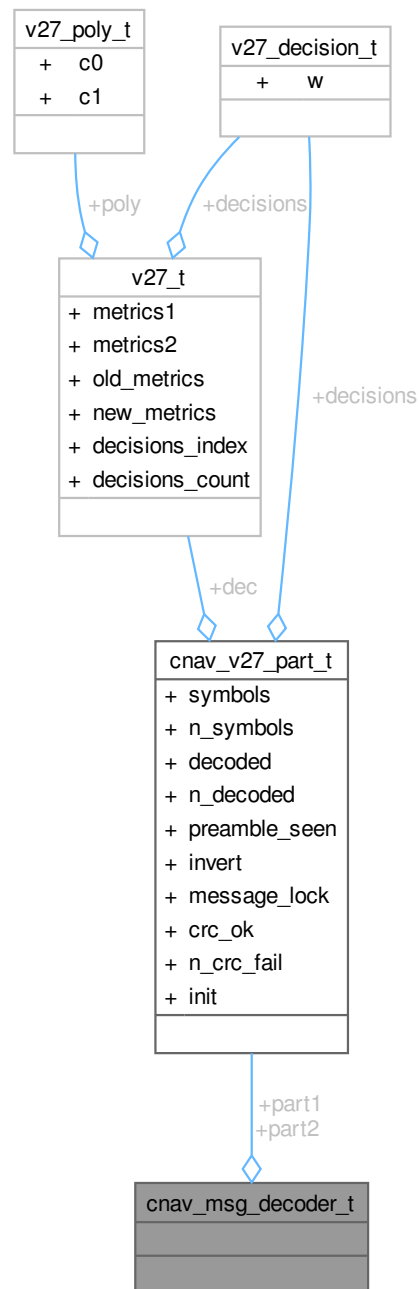 v27_poly_t
+ c0
+ c1
v27_decision_t
+ w
+poly
+decisions
v27_t
+ metrics1
+ metrics2
+ old_metrics
+ new_metrics
+ decisions_index
+ decisions_count
+decisions
+dec
cnav_v27_part_t
+ symbols
+ n_symbols
+ decoded
+ n_decoded
+ preamble_seen
+ invert
+ message_lock
+ crc_ok
+ n_crc_fail
+ init
+part1
+part2
cnav_msg_decoder_t